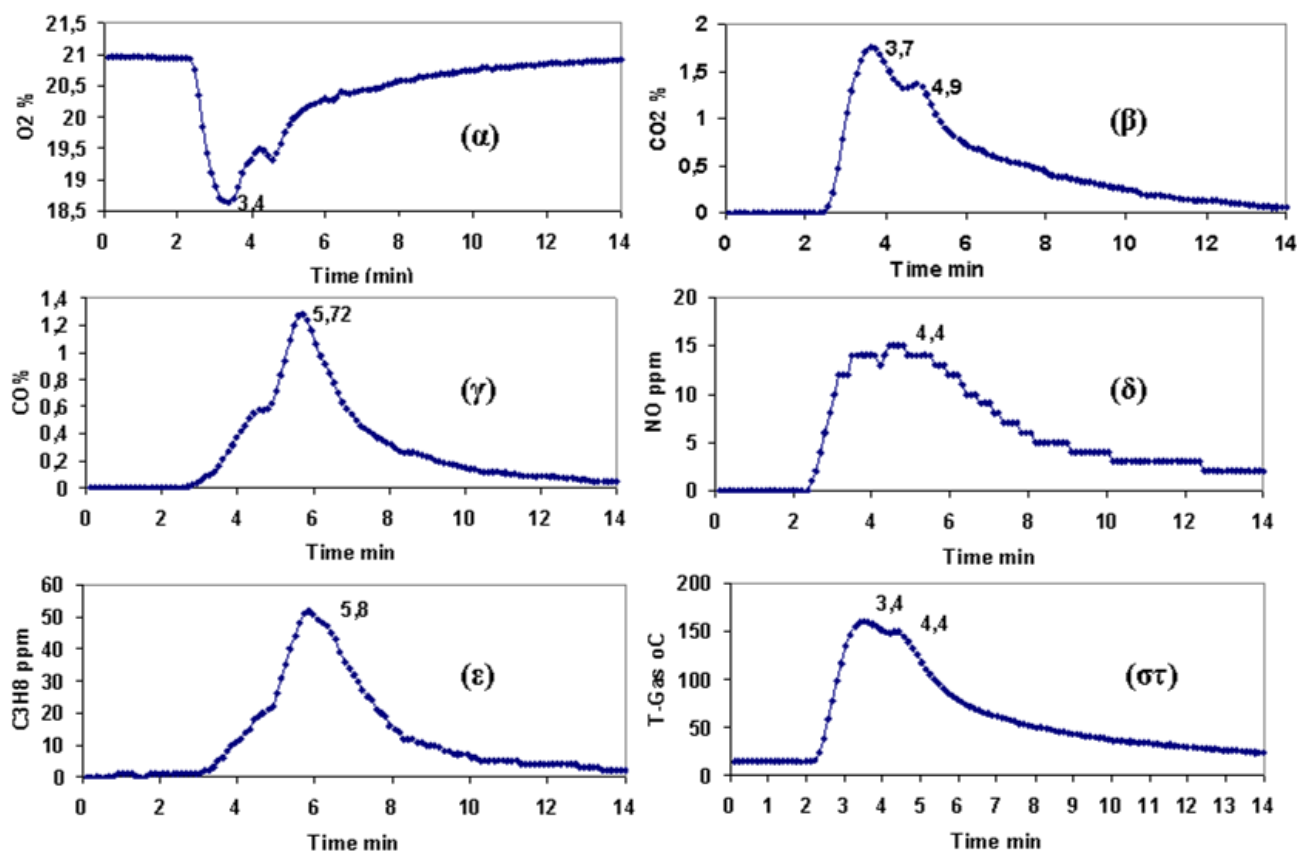 21,5
21
20,5
20
19,5
19
18,5
O2 %
3,4
(α)
0 2 4 6 8 10 12 14
Time (min)
2
1,5
1
0,5
0
CO2 %
3,7
4,9
(β)
0 2 4 6 8 10 12 14
Time min
1,4
1,2
1
0,8
0,6
0,4
0,2
0
CO%
5,72
(γ)
0 2 4 6 8 10 12 14
Time min
20
15
10
5
0
NO ppm
4,4
(δ)
0 2 4 6 8 10 12 14
Time min
60
50
40
30
20
10
0
C3H8 ppm
5,8
(ε)
0 2 4 6 8 10 12 14
Time min
200
150
100
50
0
T-Gas oC
3,4
4,4
(στ)
0 1 2 3 4 5 6 7 8 9 10 11 12 13 14
Time min